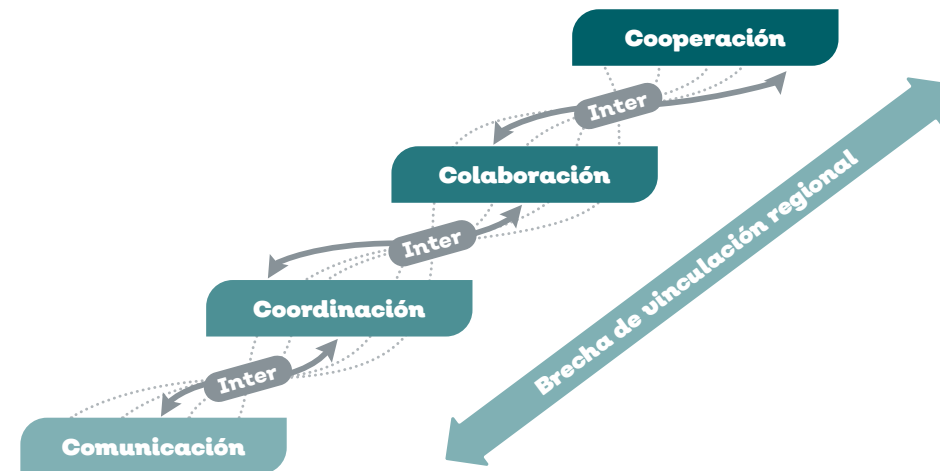 Cooperación
Inter
Colaboración
Inter
Coordinación
Inter
Comunicación
Brecha de vinculación regional